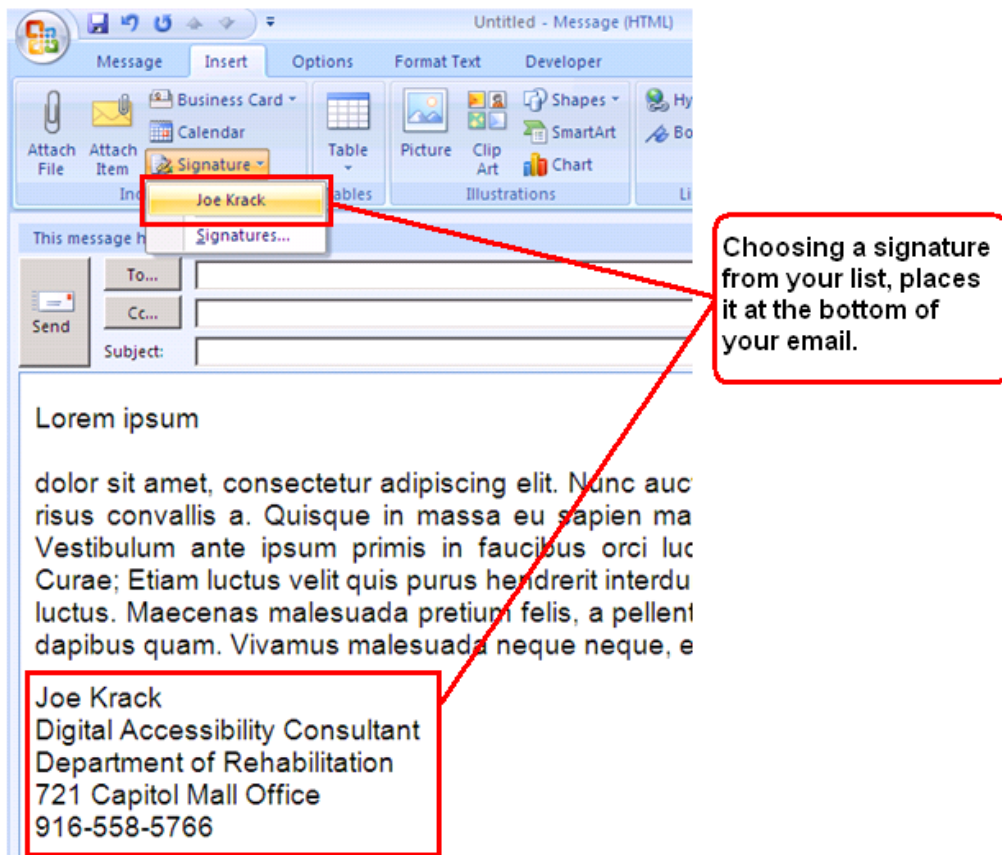 Untitled - Message (HTML)
Message Insert Options Format Text Developer
Attach File
Attach Item
Business Card
Calendar
Signature
Table
Picture
Clip Art
Shapes
SmartArt
Chart
Hy
Bo
Inc
ables
Illustrations
Li
Joe Krack
Signatures...
This message h
To...
Cc...
Send
Subject:
Choosing a signature
from your list, places
it at the bottom of
your email.
Lorem ipsum
dolor sit amet, consectetur adipiscing elit. Nunc auc
risus convallis a. Quisque in massa eu sapien ma
Vestibulum ante ipsum primis in faucibus orci luc
Curae; Etiam luctus velit quis purus hendrerit interdu
luctus. Maecenas malesuada pretium felis, a pellent
dapibus quam. Vivamus malesuada neque neque, e
Joe Krack
Digital Accessibility Consultant
Department of Rehabilitation
721 Capitol Mall Office
916-558-5766